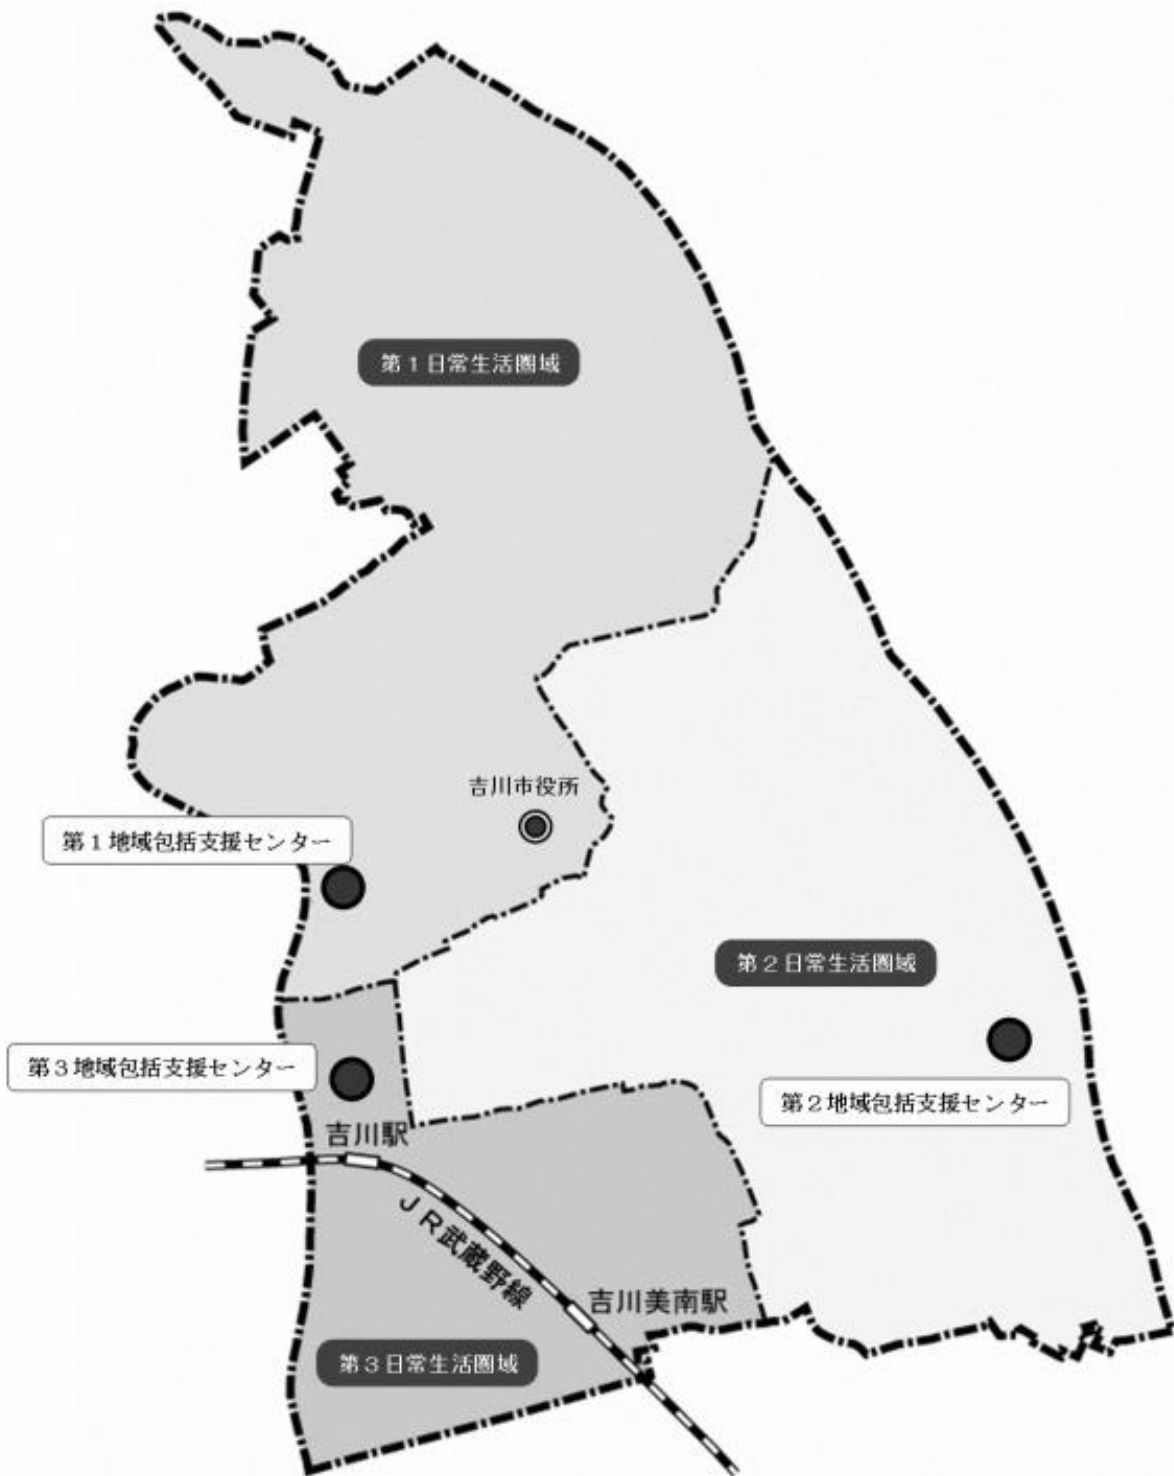 第1日常生活圏域
吉川市役所
第1地域包括支援センター
第2日常生活圏域
第3地域包括支援センター
第2地域包括支援センター
吉川駅
JR武蔵野線
吉川美南駅
第3日常生活圏域